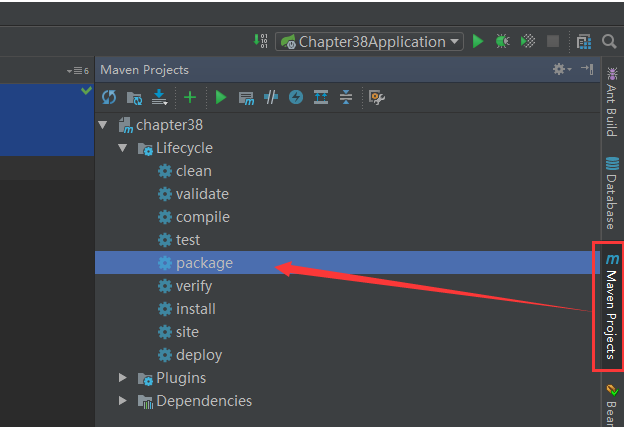 Chapter38Application
6
Maven Projects
chapter38
Lifecycle
clean
validate
compile
test
package
verify
install
site
deploy
Plugins
Dependencies
Ant Build
Database
m Maven Projects
Bean